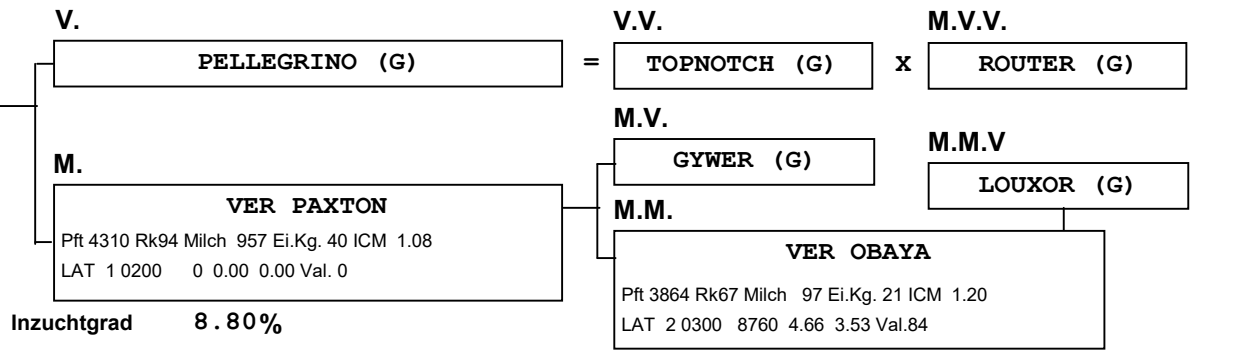 V. V.V. M.V.V.
PELLEGRINO (G) = TOPNOTCH (G) X ROUTER (G)
M.V.
GYWER (G)
M.M.V
LOUXOR (G)
M.
VER PAXTON
Pft 4310 Rk94 Milch 957 Ei.Kg. 40 ICM 1.08
LAT 1 0200 0 0.00 0.00 Val. 0
M.M.
VER OBAYA
Pft 3864 Rk67 Milch 97 Ei.Kg. 21 ICM 1.20
LAT 2 0300 8760 4.66 3.53 Val.84
Inzuchtgrad 8.80%